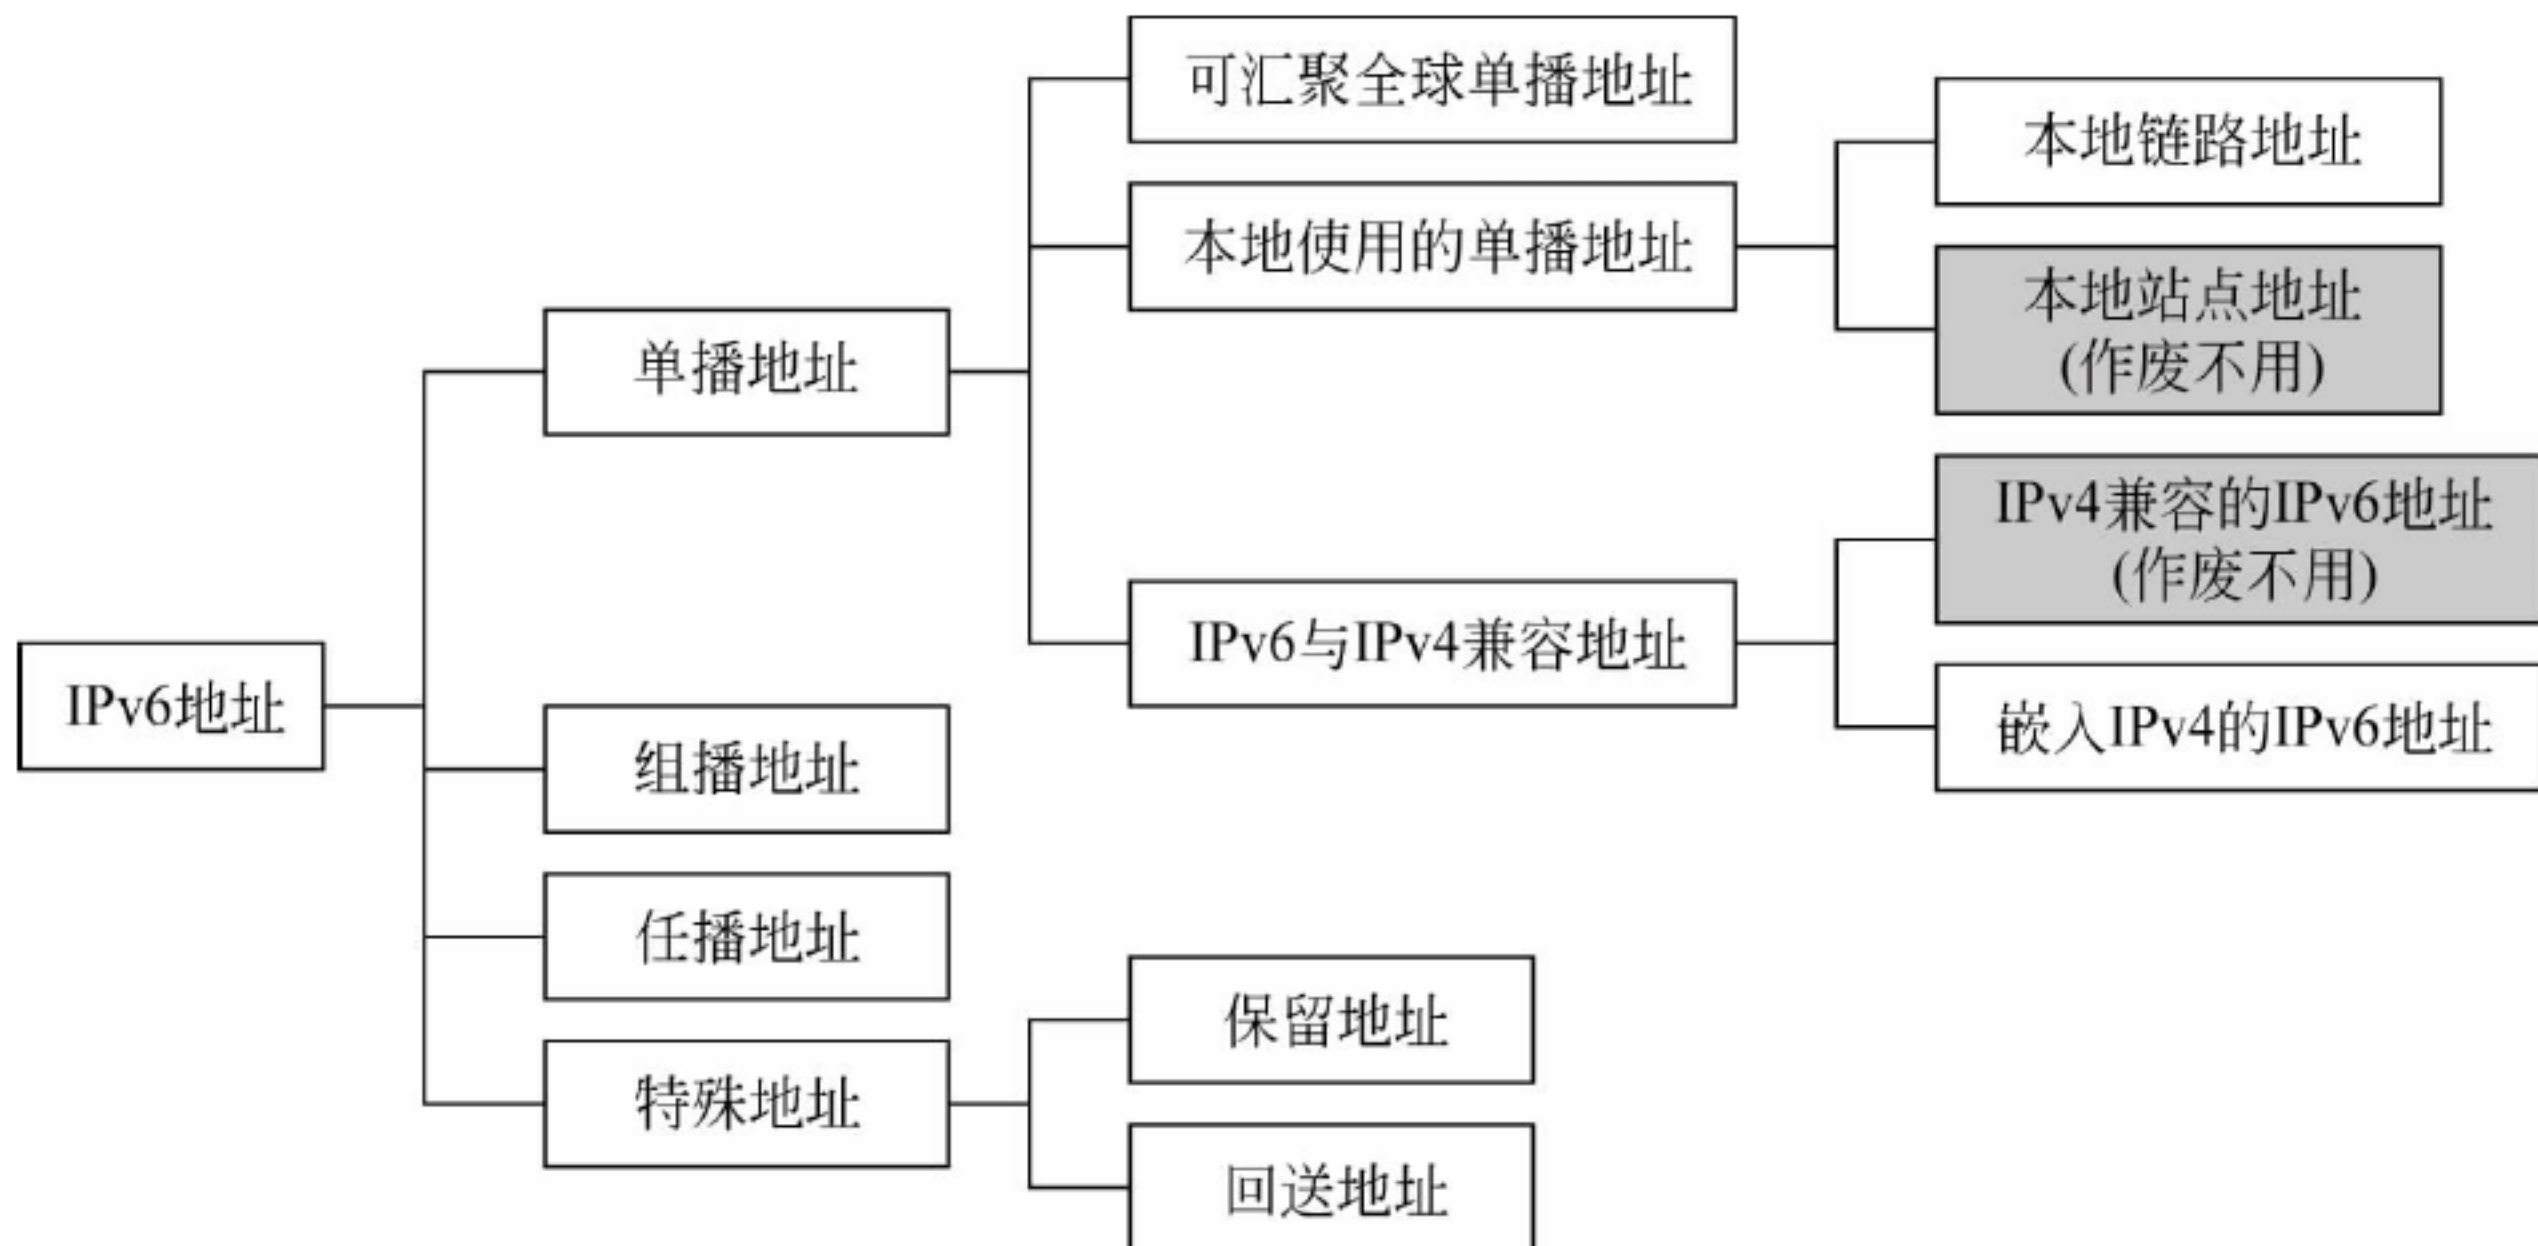 可汇聚全球单播地址
本地链路地址
本地使用的单播地址
本地站点地址
(作废不用)
单播地址
IPv4兼容的IPv6地址
(作废不用)
IPv6与IPv4兼容地址
IPv6地址
嵌入IPv4的IPv6地址
组播地址
任播地址
保留地址
特殊地址
回送地址